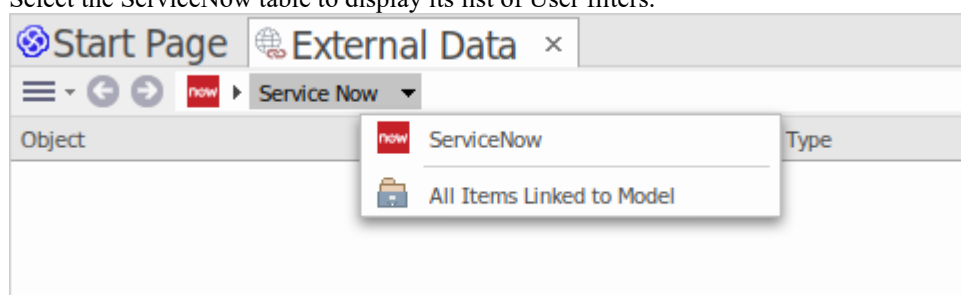 Select the ServiceNow table to display its list of User filters.
Start Page External Data ×
now Service Now
Object Type
now ServiceNow
All Items Linked to Model